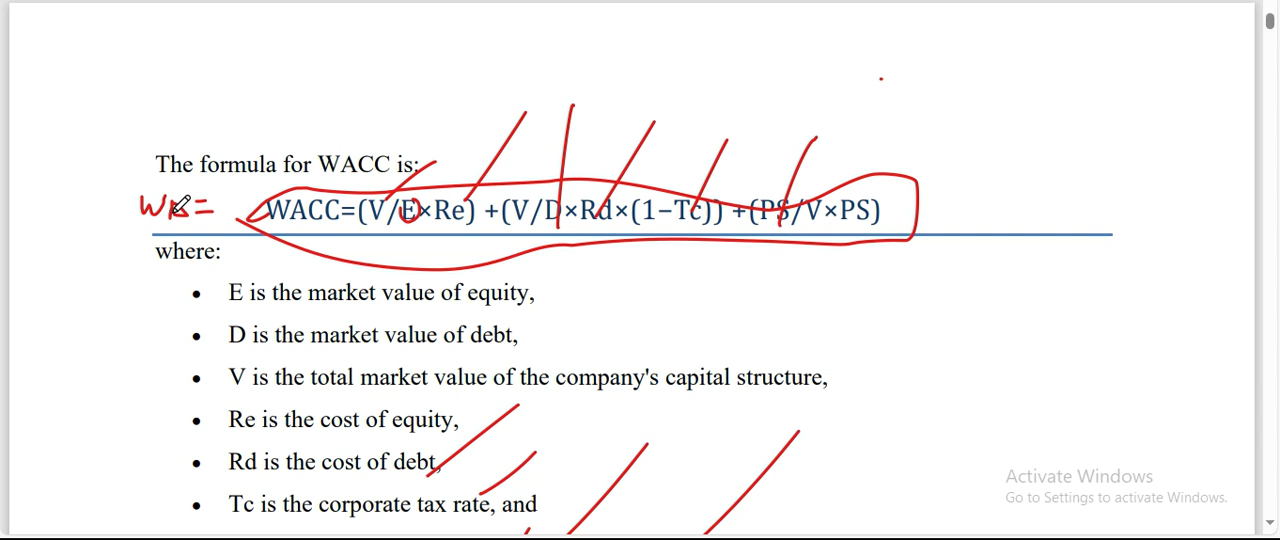 The formula for WACC is:
WACC=(V/E×Re) +(V/D×Rd×(1−Tc)) +(PS/V×PS)
where:
• E is the market value of equity,
• D is the market value of debt,
• V is the total market value of the company's capital structure,
• Re is the cost of equity,
• Rd is the cost of debt,
• Tc is the corporate tax rate, and
Activate Windows
Go to Settings to activate Windows.